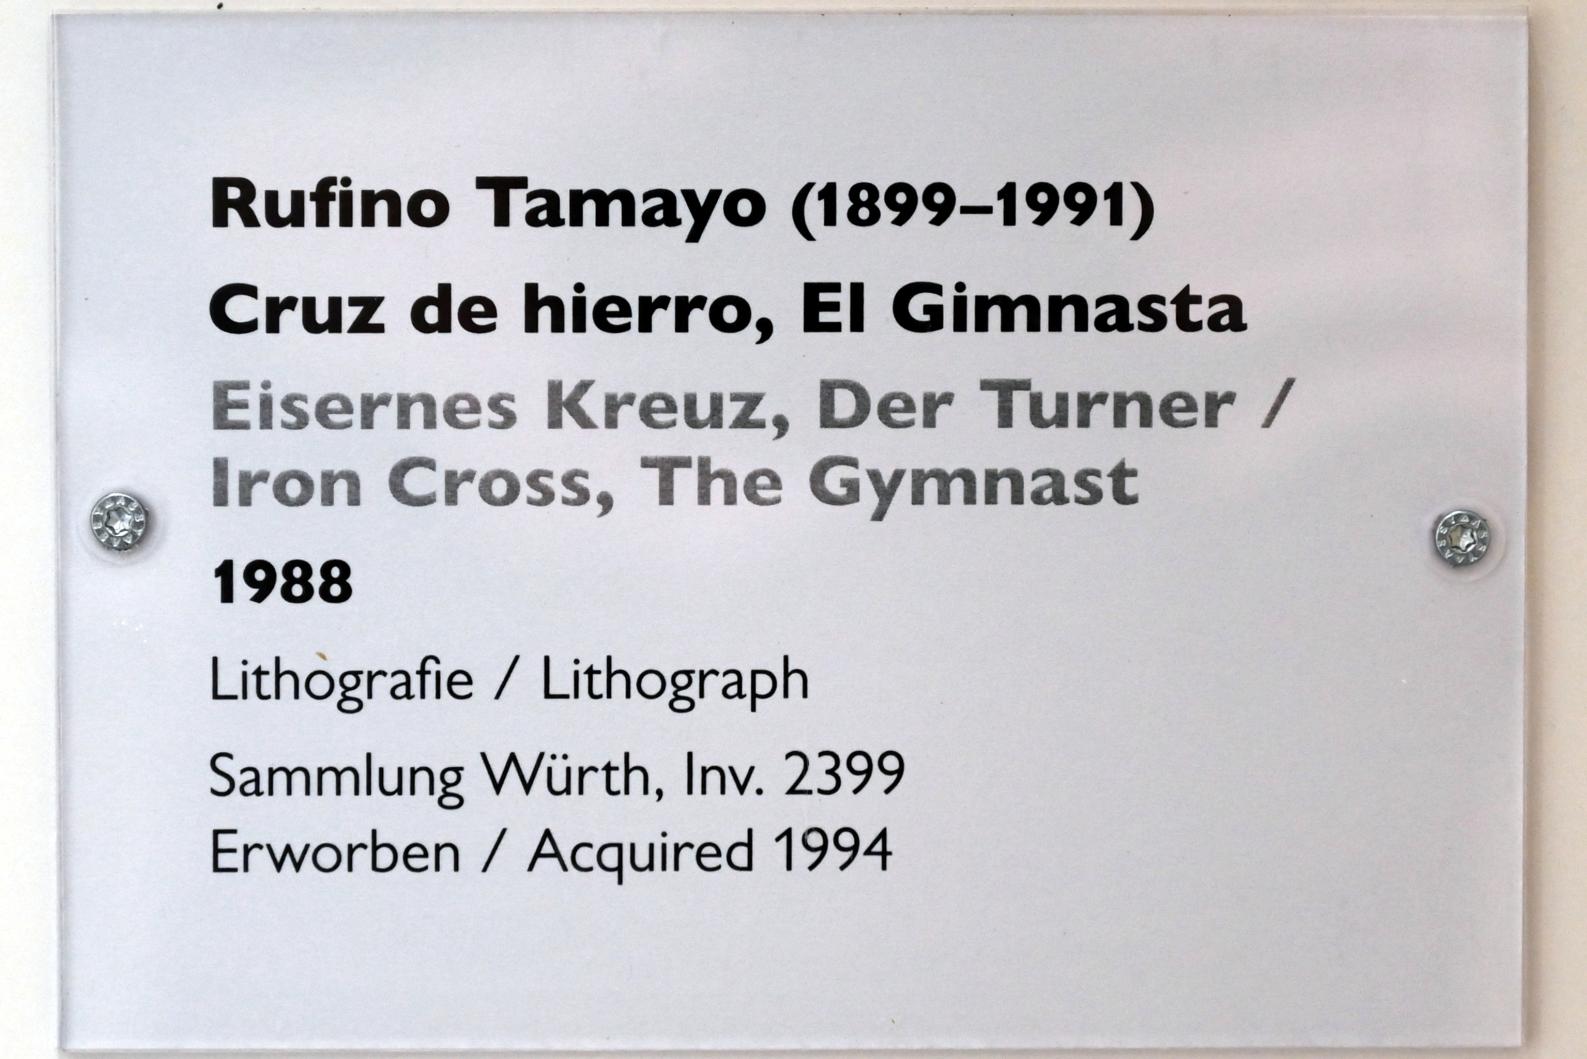 Rufino Tamayo (1899–1991)
Cruz de hierro, El Gimnasta
Eisernes Kreuz, Der Turner /
Iron Cross, The Gymnast
1988
Lithografie / Lithograph
Sammlung Würth, Inv. 2399
Erworben / Acquired 1994